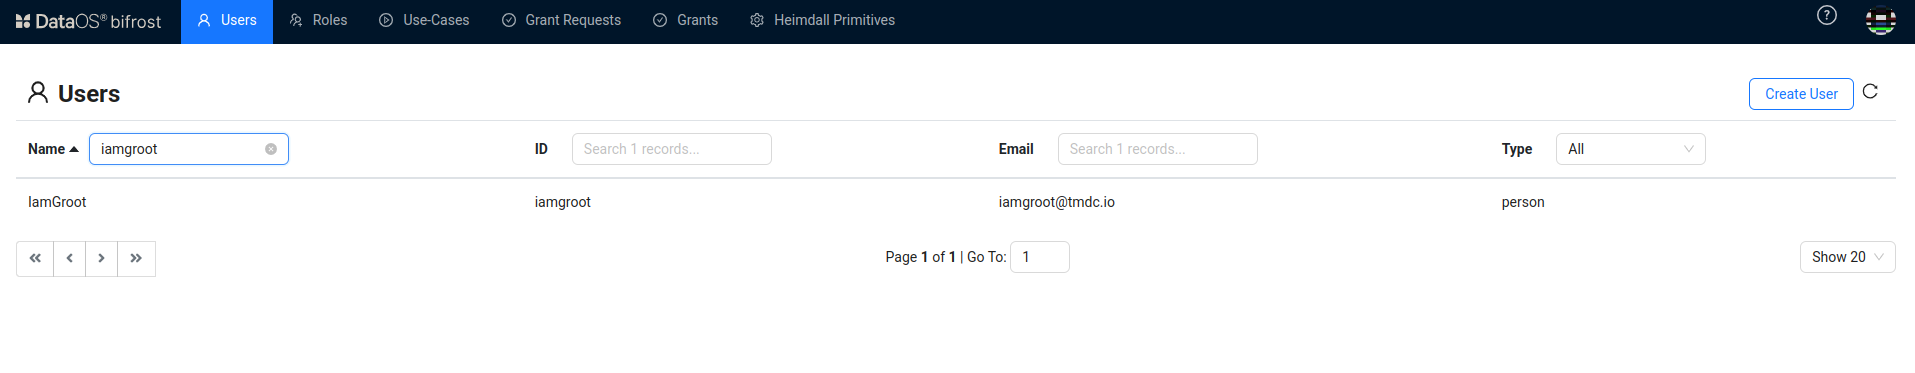 DataOS® bifrost Users Roles Use-Cases Grant Requests Grants Heimdall Primitives ?
Users Create User
Name iamgroot ID Search 1 records... Email Search 1 records... Type All
IamGroot iamgroot iamgroot@tmdc.io person
Page 1 of 1 | Go To: 1 Show 20